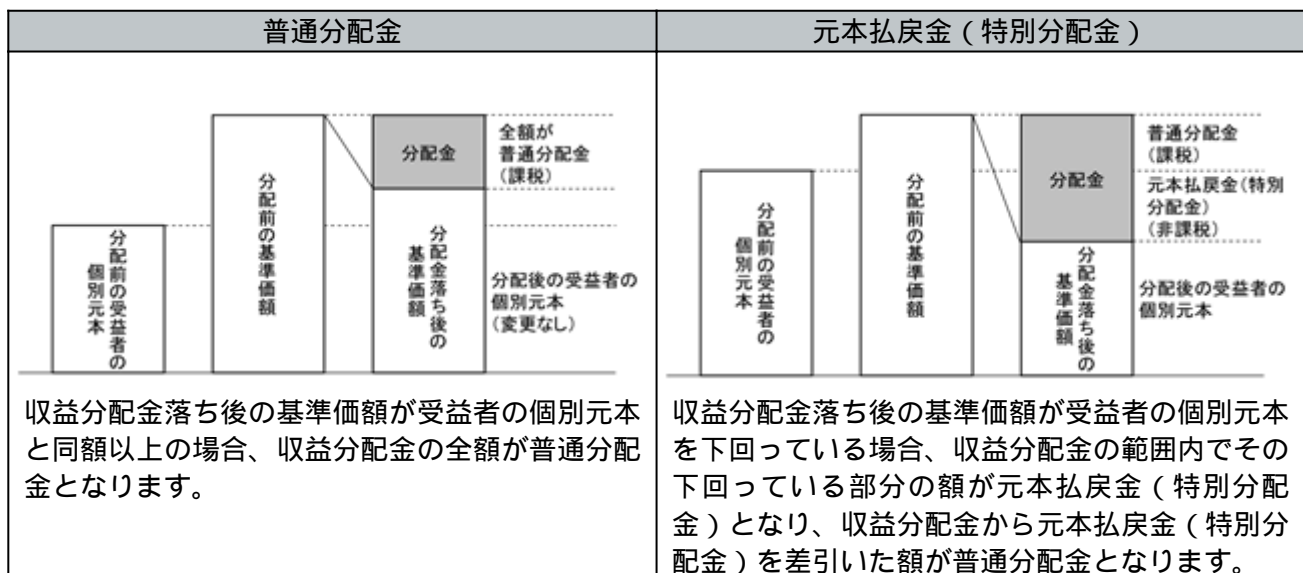 普通分配金
分配前の受益者の
個別元本
分配前の基準価額
分配金
分配金落ち後の
基準価額
全額が
普通分配金
(課税)
分配後の受益者の
個別元本
(変更なし)
収益分配金落ち後の基準価額が受益者の個別元本
と同額以上の場合、収益分配金の全額が普通分配
金となります。
元本払戻金(特別分配金)
分配前の受益者の
個別元本
分配前の基準価額
分配金
分配金落ち後の
基準価額
普通分配金
(課税)
元本払戻金(特別
分配金)
(非課税)
分配後の受益者の
個別元本
収益分配金落ち後の基準価額が受益者の個別元本
を下回っている場合、収益分配金の範囲内でその
下回っている部分の額が元本払戻金(特別分配
金)となり、収益分配金から元本払戻金(特別分
配金)を差引いた額が普通分配金となります。